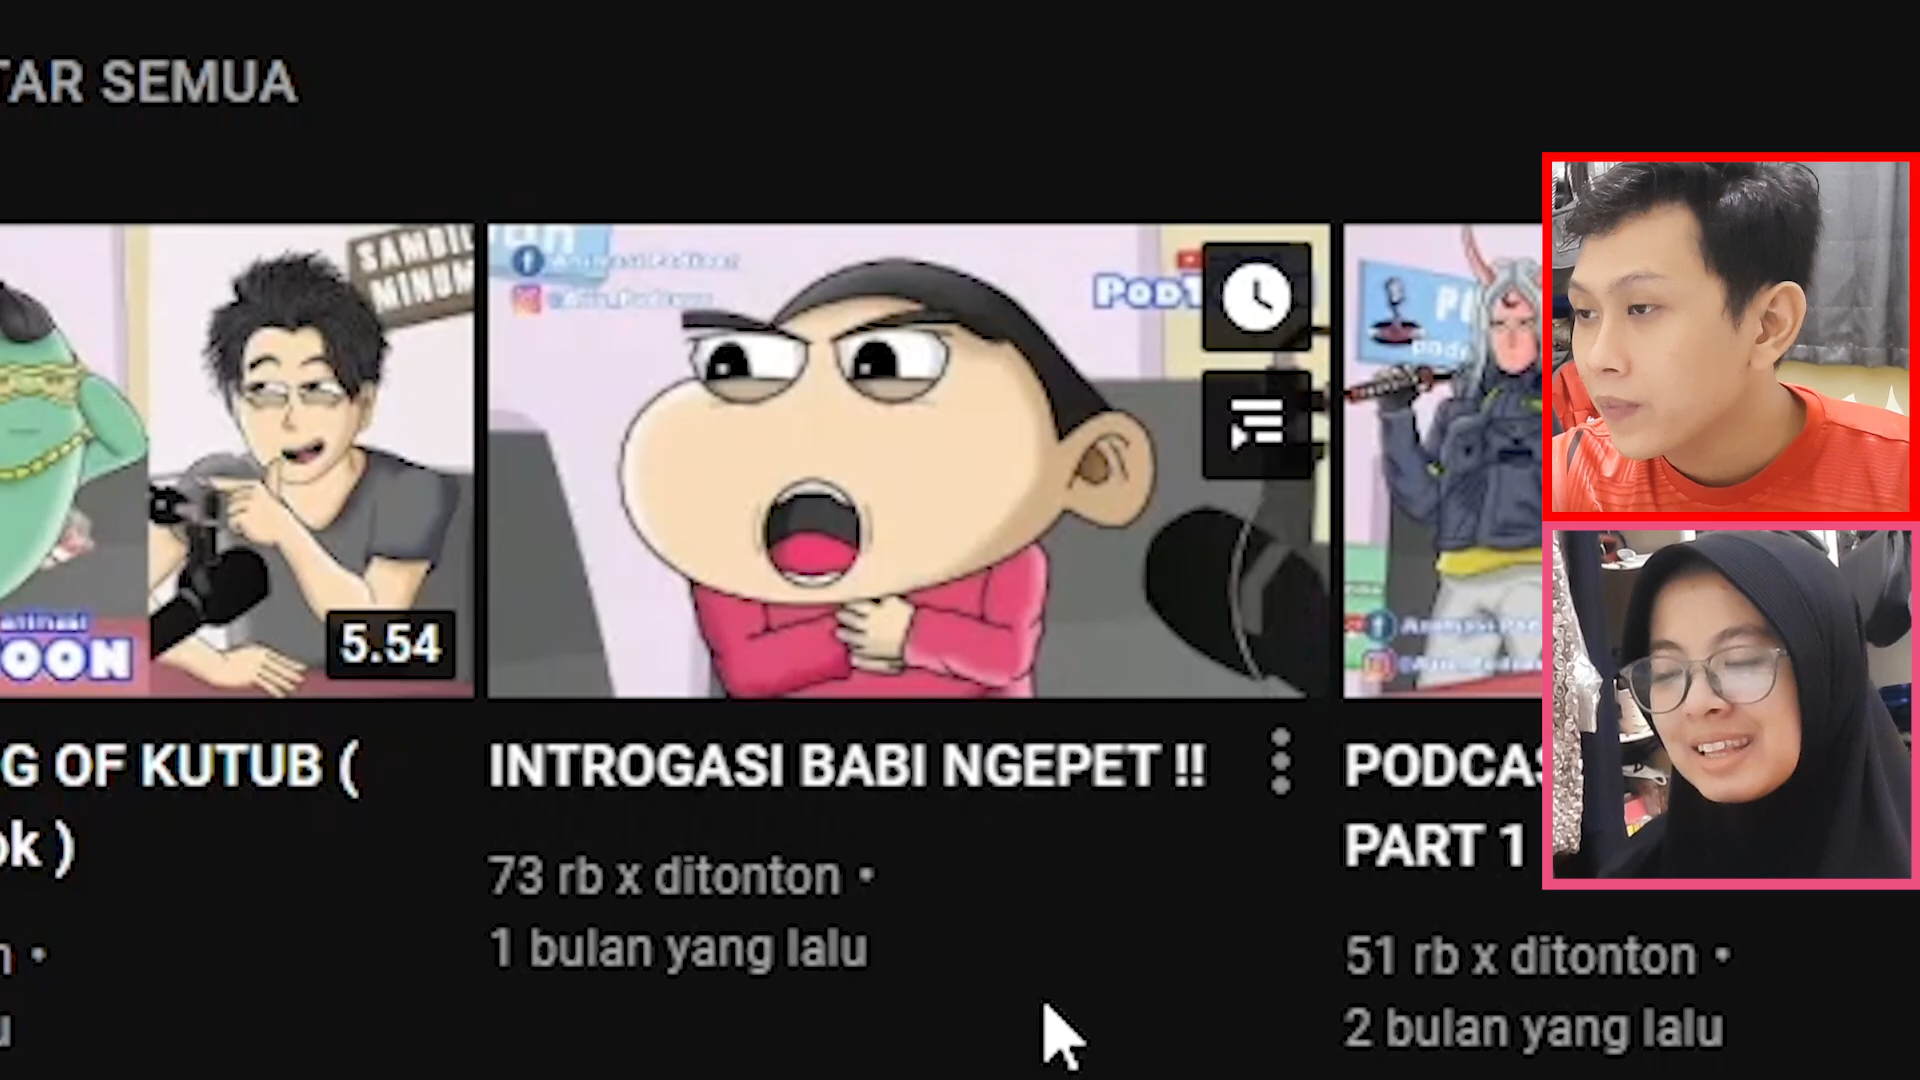 TAR SEMUA
SAMBIL
MINUM
OON
5.54
G OF KUTUB (
ok )
INTROGASI BABI NGEPET !!
73 rb x ditonton •
1 bulan yang lalu
PODCAS
PART 1
51 rb x ditonton •
2 bulan yang lalu